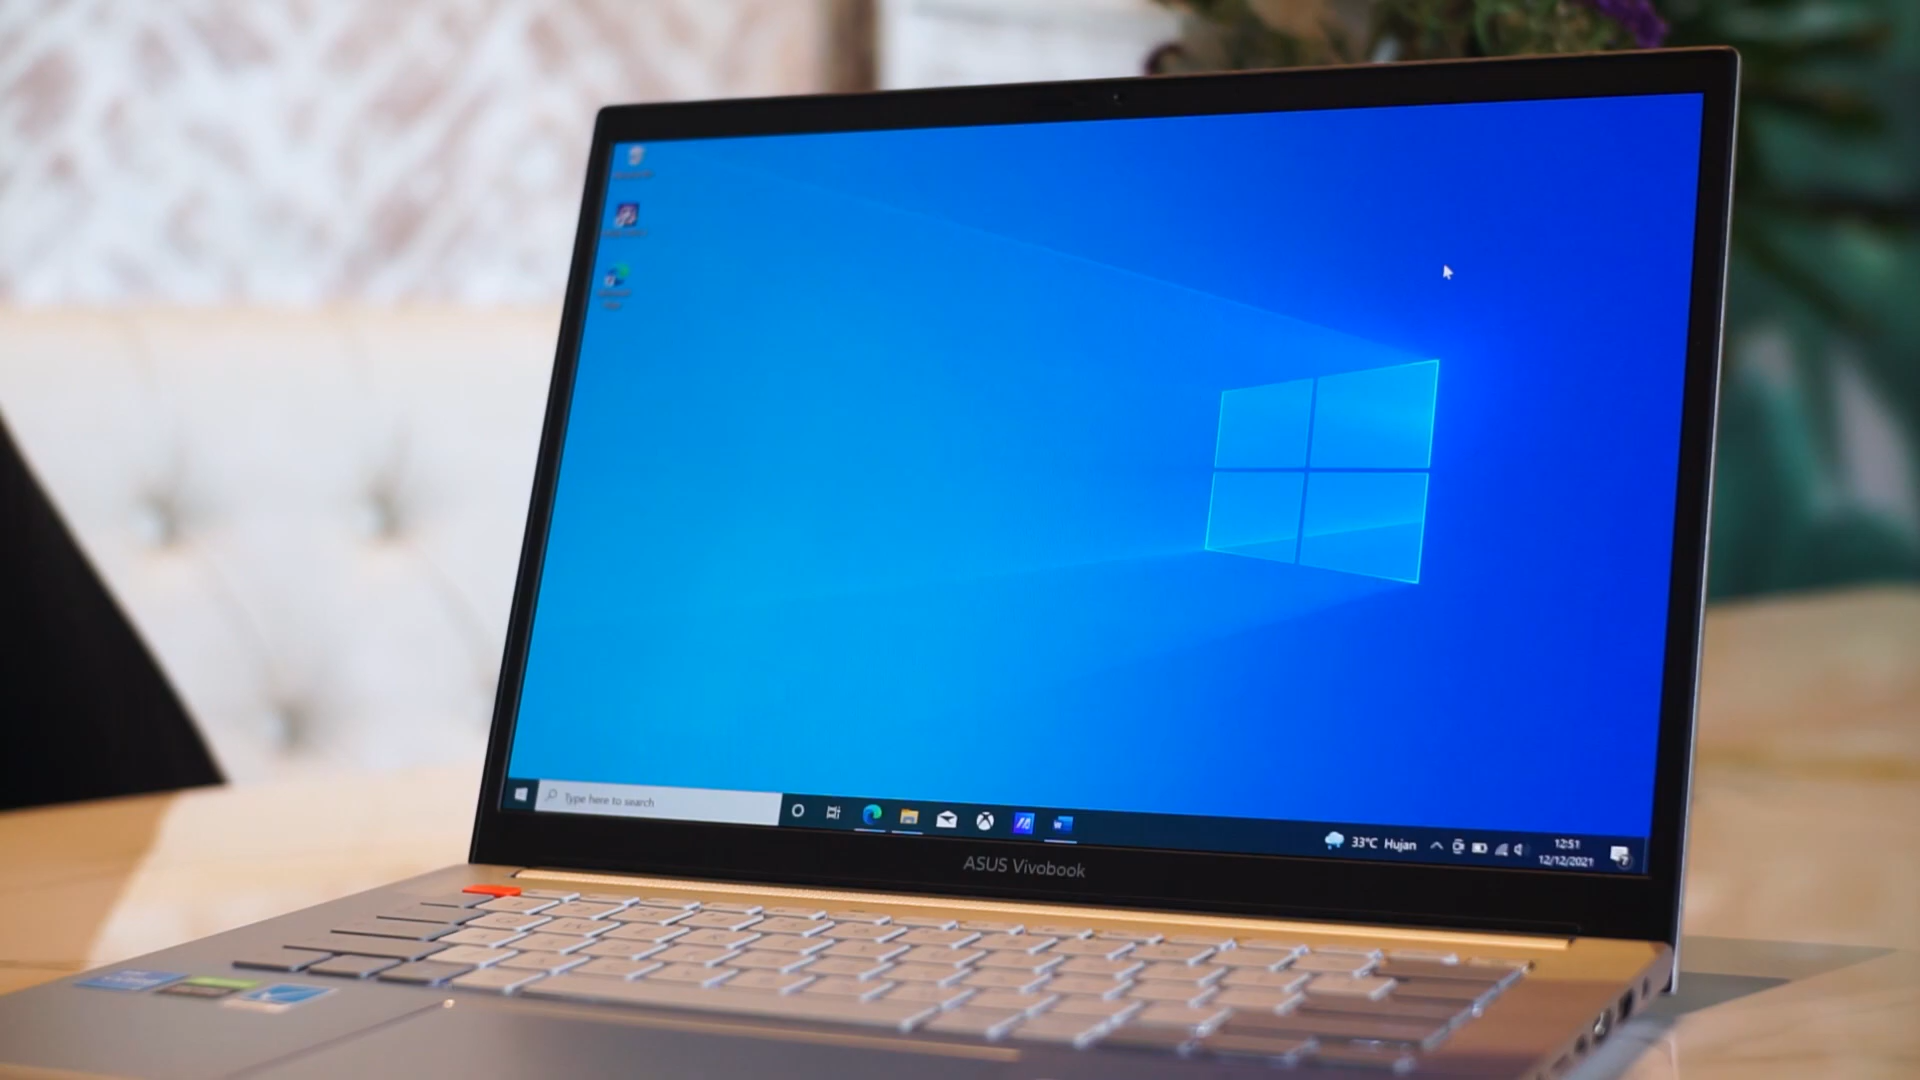 Type here to search
33°C Hujan
12:51
12/12/2021
ASUS Vivobook